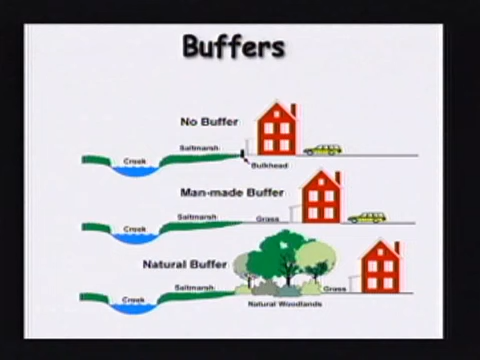 Buffers
No Buffer
Saltmarsh
Creek
Bulkhead
Man-made Buffer
Saltmarsh
Grass
Creek
Natural Buffer
Saltmarsh
Grass
Creek
Natural Woodlands